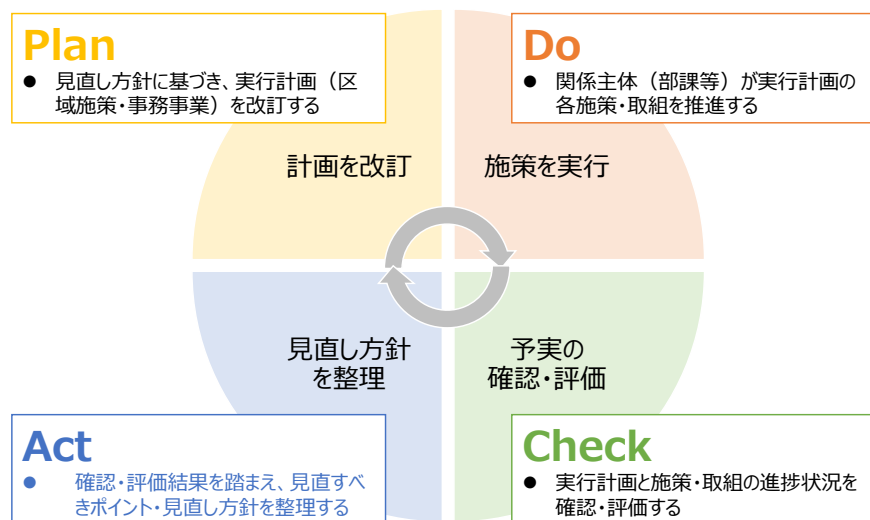 Plan
● 見直し方針に基づき、実行計画（区
域施策・事務事業）を改訂する
Do
● 関係主体（部課等）が実行計画の
各施策・取組を推進する
計画を改訂
施策を実行
見直し方針
を整理
予実の
確認・評価
Act
● 確認・評価結果を踏まえ、見直すべ
きポイント・見直し方針を整理する
Check
● 実行計画と施策・取組の進捗状況を
確認・評価する